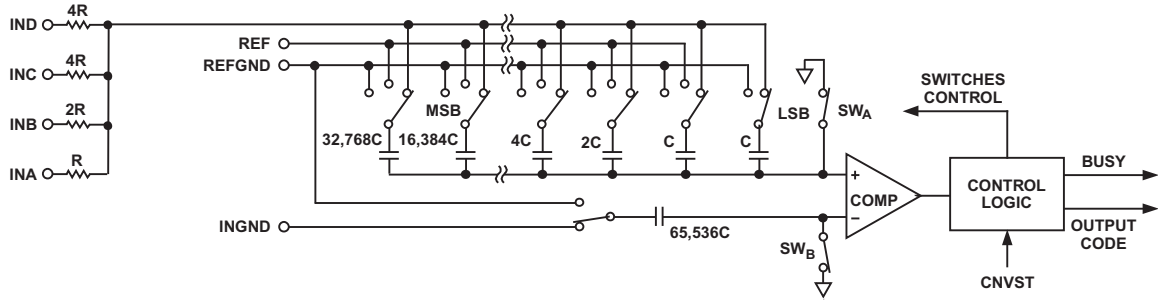 IND 4R
REF
REFGND
INC 4R
SWITCHES
CONTROL
INB 2R
MSB
LSB SWA
32,768C 16,384C 4C 2C C C
BUSY
INA R
+
COMP
−
CONTROL
LOGIC
OUTPUT
CODE
INGND
65,536C
SWB
CNVST